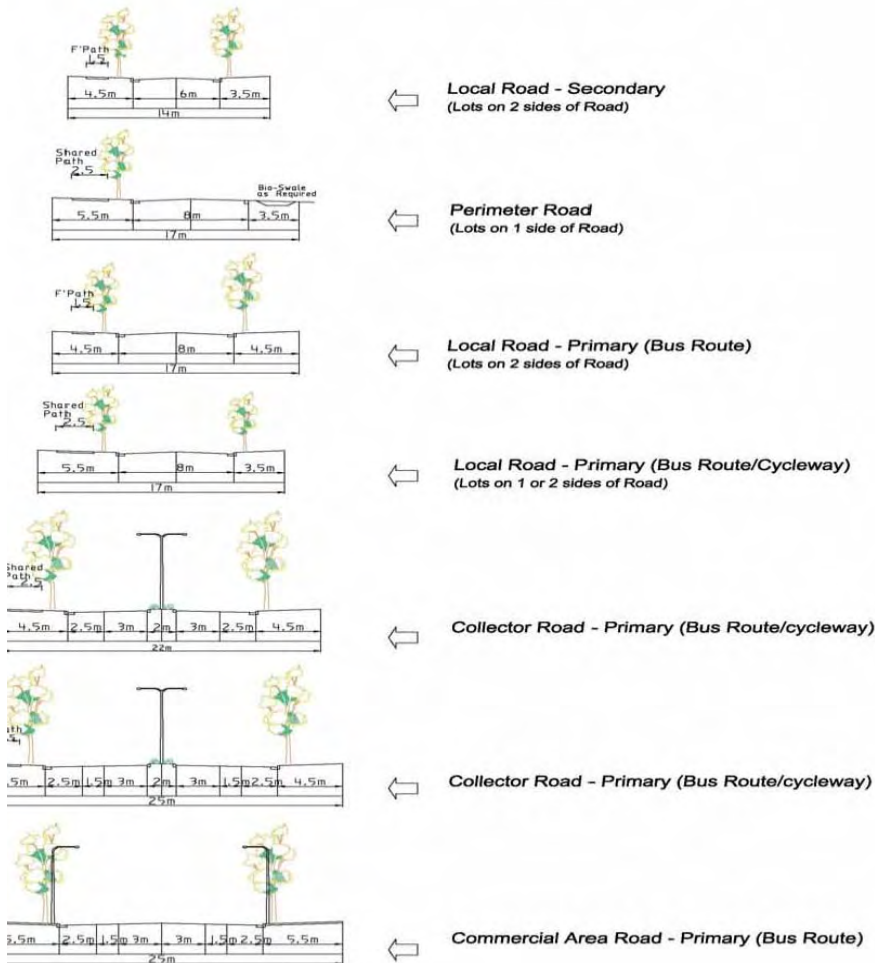 F'Path
1.5
4.5m 6m 3.5m
14m
Local Road - Secondary
(Lots on 2 sides of Road)
Shared
Path
2.5
Bio-Swale
as Required
5.5m 8m 3.5m
17m
Perimeter Road
(Lots on 1 side of Road)
F'Path
1.5
4.5m 8m 4.5m
17m
Local Road - Primary (Bus Route)
(Lots on 2 sides of Road)
Shared
Path
2.5
5.5m 8m 3.5m
17m
Local Road - Primary (Bus Route/Cycleway)
(Lots on 1 or 2 sides of Road)
Shared
Path
2.5
4.5m 2.5m 3m 2m 3m 2.5m 4.5m
22m
Collector Road - Primary (Bus Route/cycleway)
2.5m 1.5m 3m 2m 3m 1.5m 2.5m 4.5m
25m
Collector Road - Primary (Bus Route/cycleway)
5.5m 2.5m 1.5m 3m 3m 1.5m 2.5m 5.5m
25m
Commercial Area Road - Primary (Bus Route)